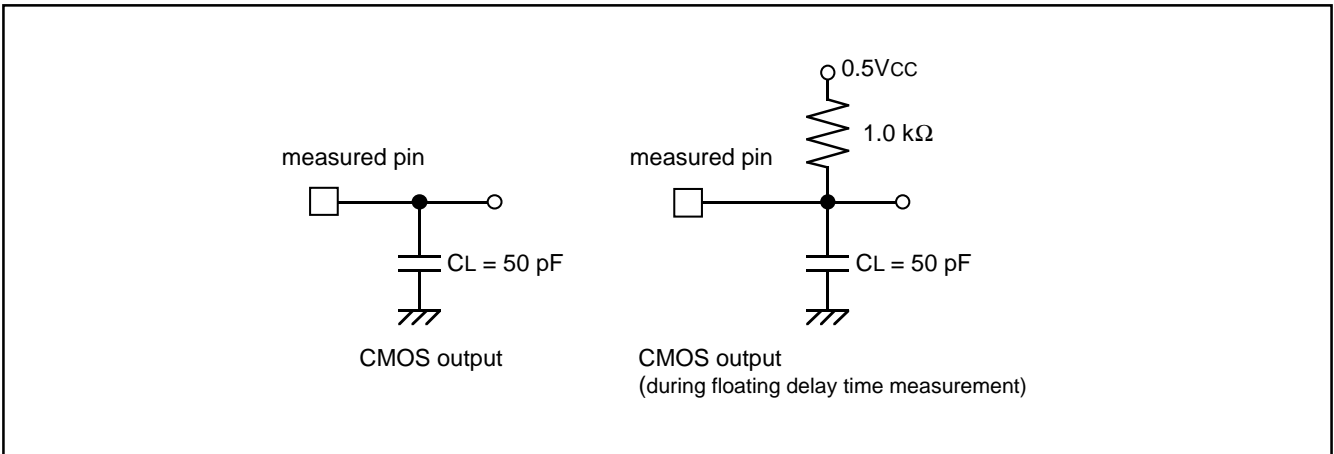 measured pin
CL = 50 pF
CMOS output
0.5VCC
1.0 kΩ
measured pin
CL = 50 pF
CMOS output
(during floating delay time measurement)